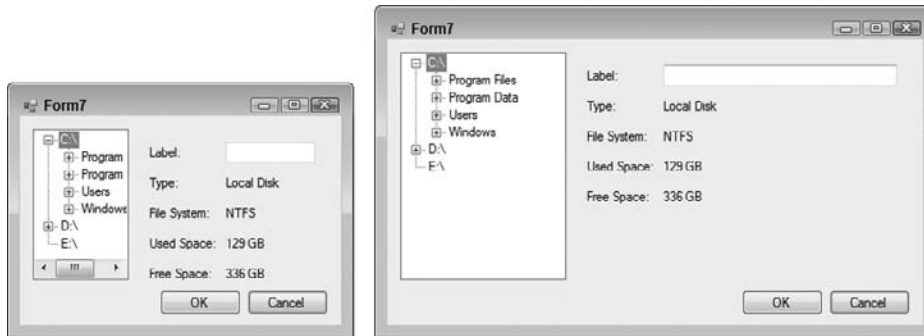 Form7
C:\
Program
Program
Users
Windows
D:\
E:\
Label:
Type: Local Disk
File System: NTFS
Used Space: 129 GB
Free Space: 336 GB
OK Cancel
Form7
C:\
Program Files
Program Data
Users
Windows
D:\
E:\
Label:
Type: Local Disk
File System: NTFS
Used Space: 129 GB
Free Space: 336 GB
OK Cancel